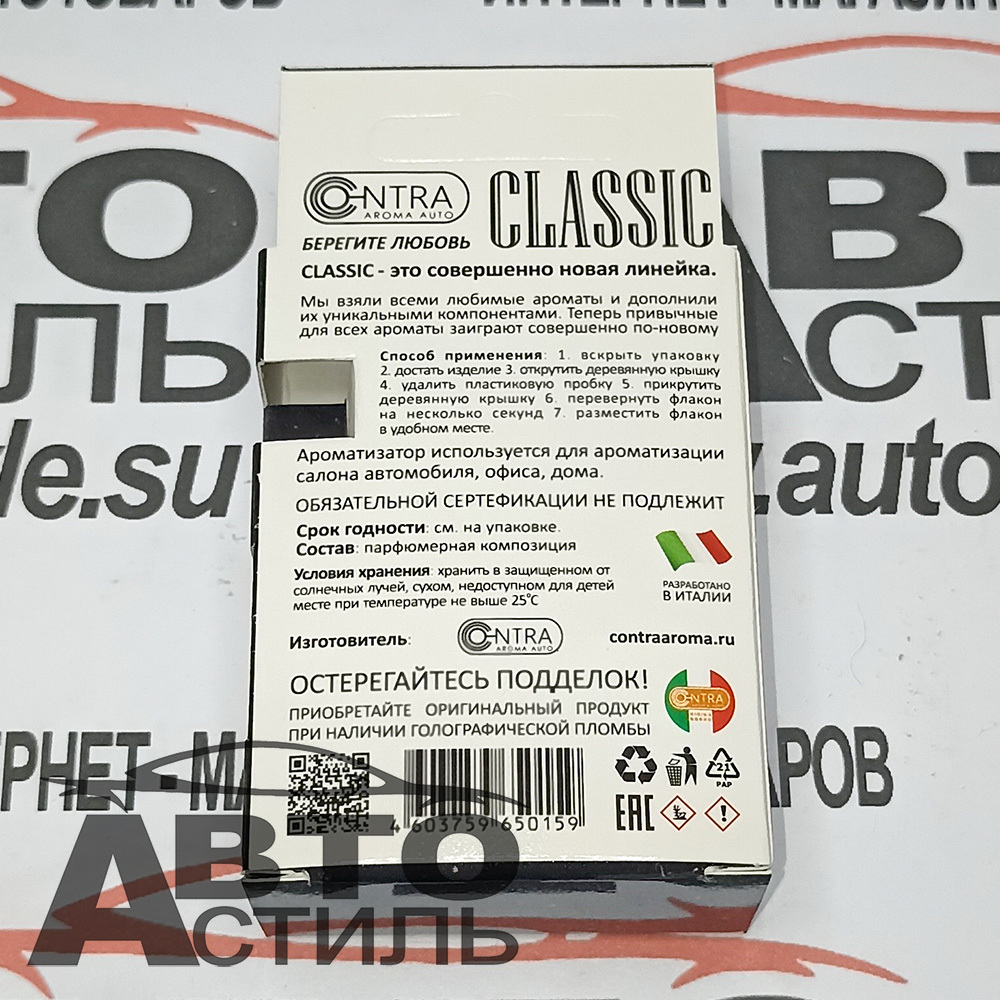 CONTRA
AROMA AUTO
CLASSIC
БЕРЕГИТЕ ЛЮБОВЬ
CLASSIC - это совершенно новая линейка.
Мы взяли всеми любимые ароматы и дополнили
их уникальными компонентами. Теперь привычные
для всех ароматы заиграют совершенно по-новому
Способ применения: 1. вскрыть упаковку
2. достать изделие 3. открутить деревянную крышку
4. удалить пластиковую пробку 5. прикрутить
деревянную крышку 6. перевернуть флакон
на несколько секунд 7. разместить флакон
в удобном месте.
Ароматизатор используется для ароматизации
салона автомобиля, офиса, дома.
ОБЯЗАТЕЛЬНОЙ СЕРТЕФИКАЦИИ НЕ ПОДЛЕЖИТ
Срок годности: см. на упаковке.
Состав: парфюмерная композиция
Условия хранения: хранить в защищенном от
солнечных лучей, сухом, недоступном для детей
месте при температуре не выше 25°С
РАЗРАБОТАНО
В ИТАЛИИ
Изготовитель:
CONTRA
AROMA AUTO
contraaroma.ru
ОСТЕРЕГАЙТЕСЬ ПОДДЕЛОК!
ПРИОБРЕТАЙТЕ ОРИГИНАЛЬНЫЙ ПРОДУКТ
ПРИ НАЛИЧИИ ГОЛОГРАФИЧЕСКОЙ ПЛОМБЫ
CONTRA
4 603759 650159
21
PAP
EAC
АВТО
СТИЛЬ